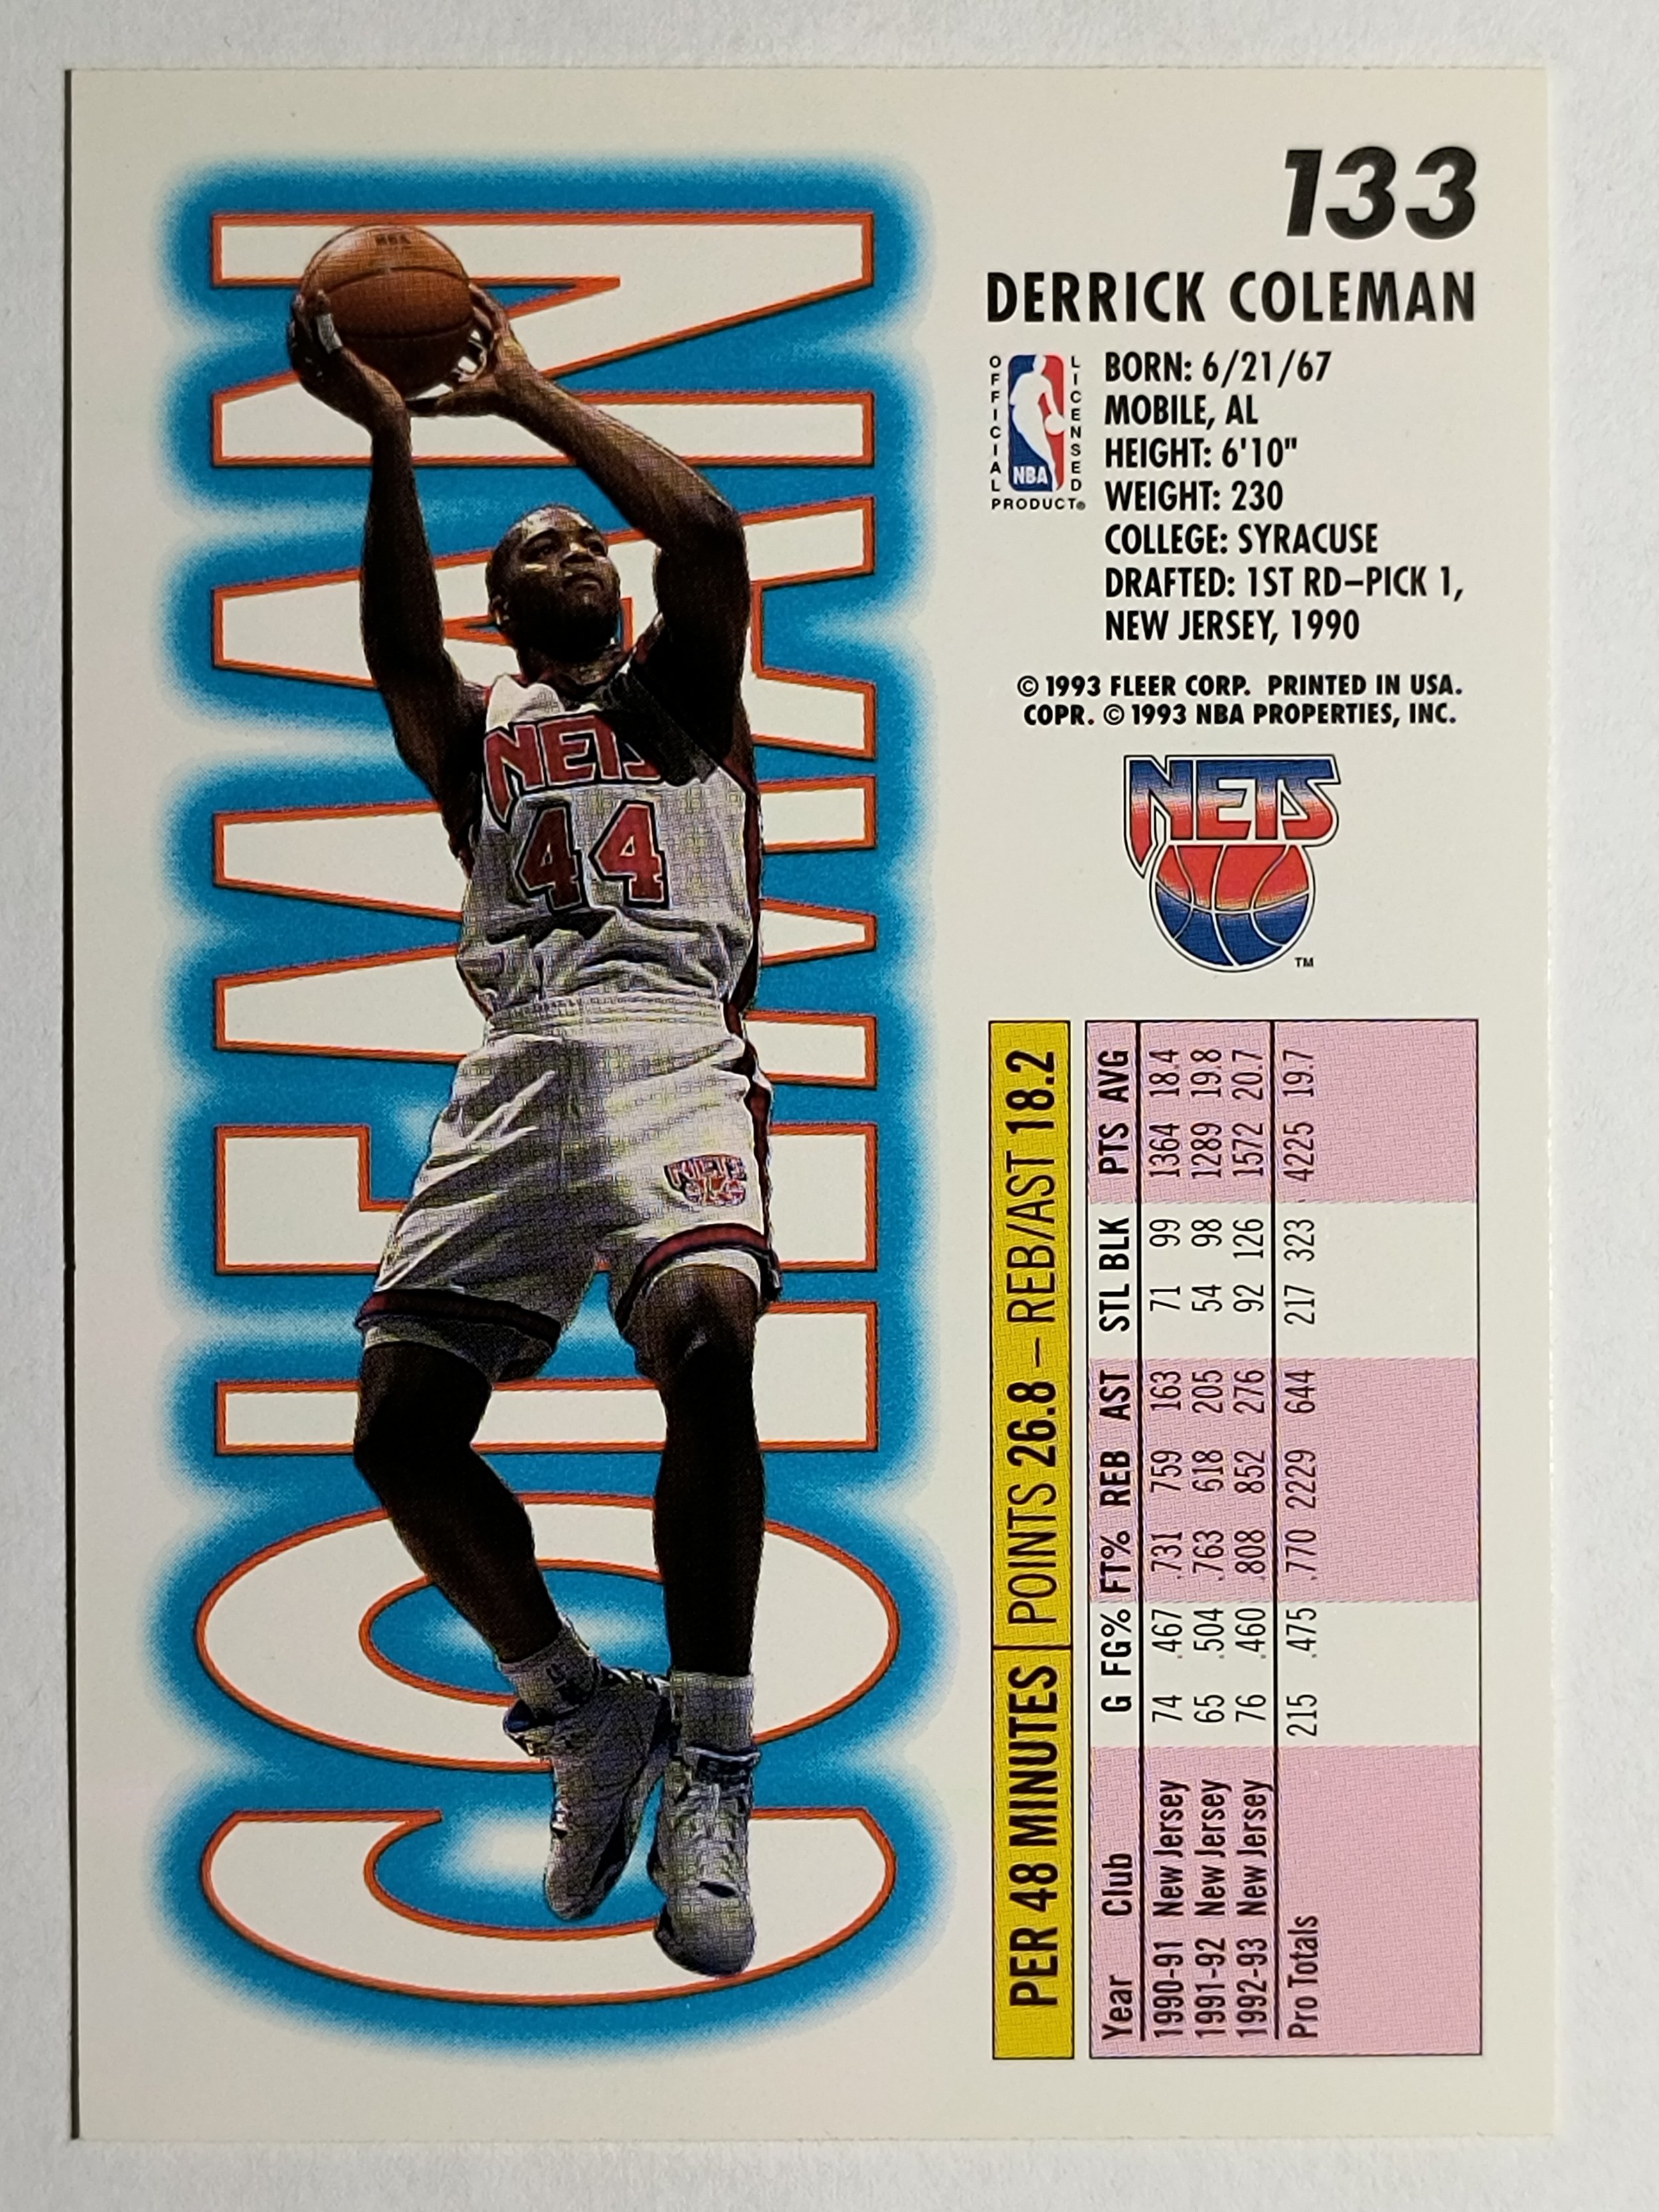 133
DERRICK COLEMAN
OFFICIAL LICENSED
NBA
PRODUCT®
BORN: 6/21/67
MOBILE, AL
HEIGHT: 6'10"
WEIGHT: 230
COLLEGE: SYRACUSE
DRAFTED: 1ST RD–PICK 1,
NEW JERSEY, 1990
© 1993 FLEER CORP. PRINTED IN USA.
COPR. © 1993 NBA PROPERTIES, INC.
NETS
TM
COLEMAN
NBA
NETS
44
NETS
PER 48 MINUTES POINTS 26.8 – REB/AST 18.2
Year Club G FG% FT% REB AST STL BLK PTS AVG
1990-91 New Jersey 74 .467 .731 759 163 71 99 1364 18.4
1991-92 New Jersey 65 .504 .763 618 205 54 98 1289 19.8
1992-93 New Jersey 76 .460 .808 852 276 92 126 1572 20.7
Pro Totals 215 .475 .770 2229 644 217 323 4225 19.7